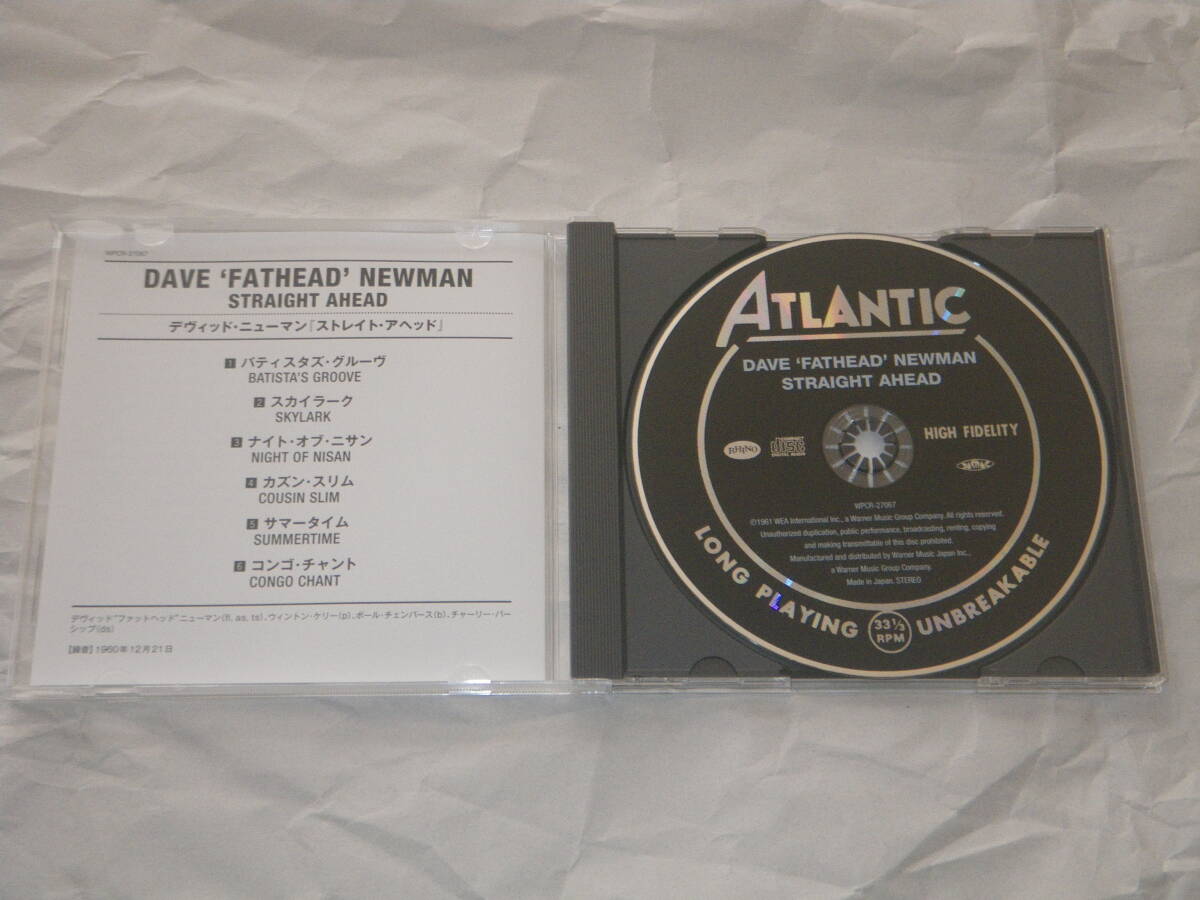 WPCR-27067
DAVE ‘FATHEAD’ NEWMAN
STRAIGHT AHEAD
デヴィッド・ニューマン『ストレイト・アヘッド』
1 バティスタズ・グルーヴ
BATISTA'S GROOVE
2 スカイラーク
SKYLARK
3 ナイト・オブ・ニサン
NIGHT OF NISAN
4 カズン・スリム
COUSIN SLIM
5 サマータイム
SUMMERTIME
6 コンゴ・チャント
CONGO CHANT
デヴィッド“ファットヘッド”ニューマン(fl, as, ts)、ウィントン・ケリー(p)、ポール・チェンバース(b)、チャーリー・パー
シップ(ds)
【録音】1960年12月21日
ATLANTIC
DAVE ‘FATHEAD’ NEWMAN
STRAIGHT AHEAD
RHINO
COMPACT
disc
DIGITAL AUDIO
HIGH FIDELITY
WPCR-27067
℗1961 WEA International Inc., a Warner Music Group Company. All rights reserved.
Unauthorized duplication, public performance, broadcasting, renting, copying
and making transmittable of this disc prohibited.
Manufactured and distributed by Warner Music Japan Inc.,
a Warner Music Group Company.
Made in Japan. STEREO
LONG PLAYING
33 1/3
RPM
UNBREAKABLE